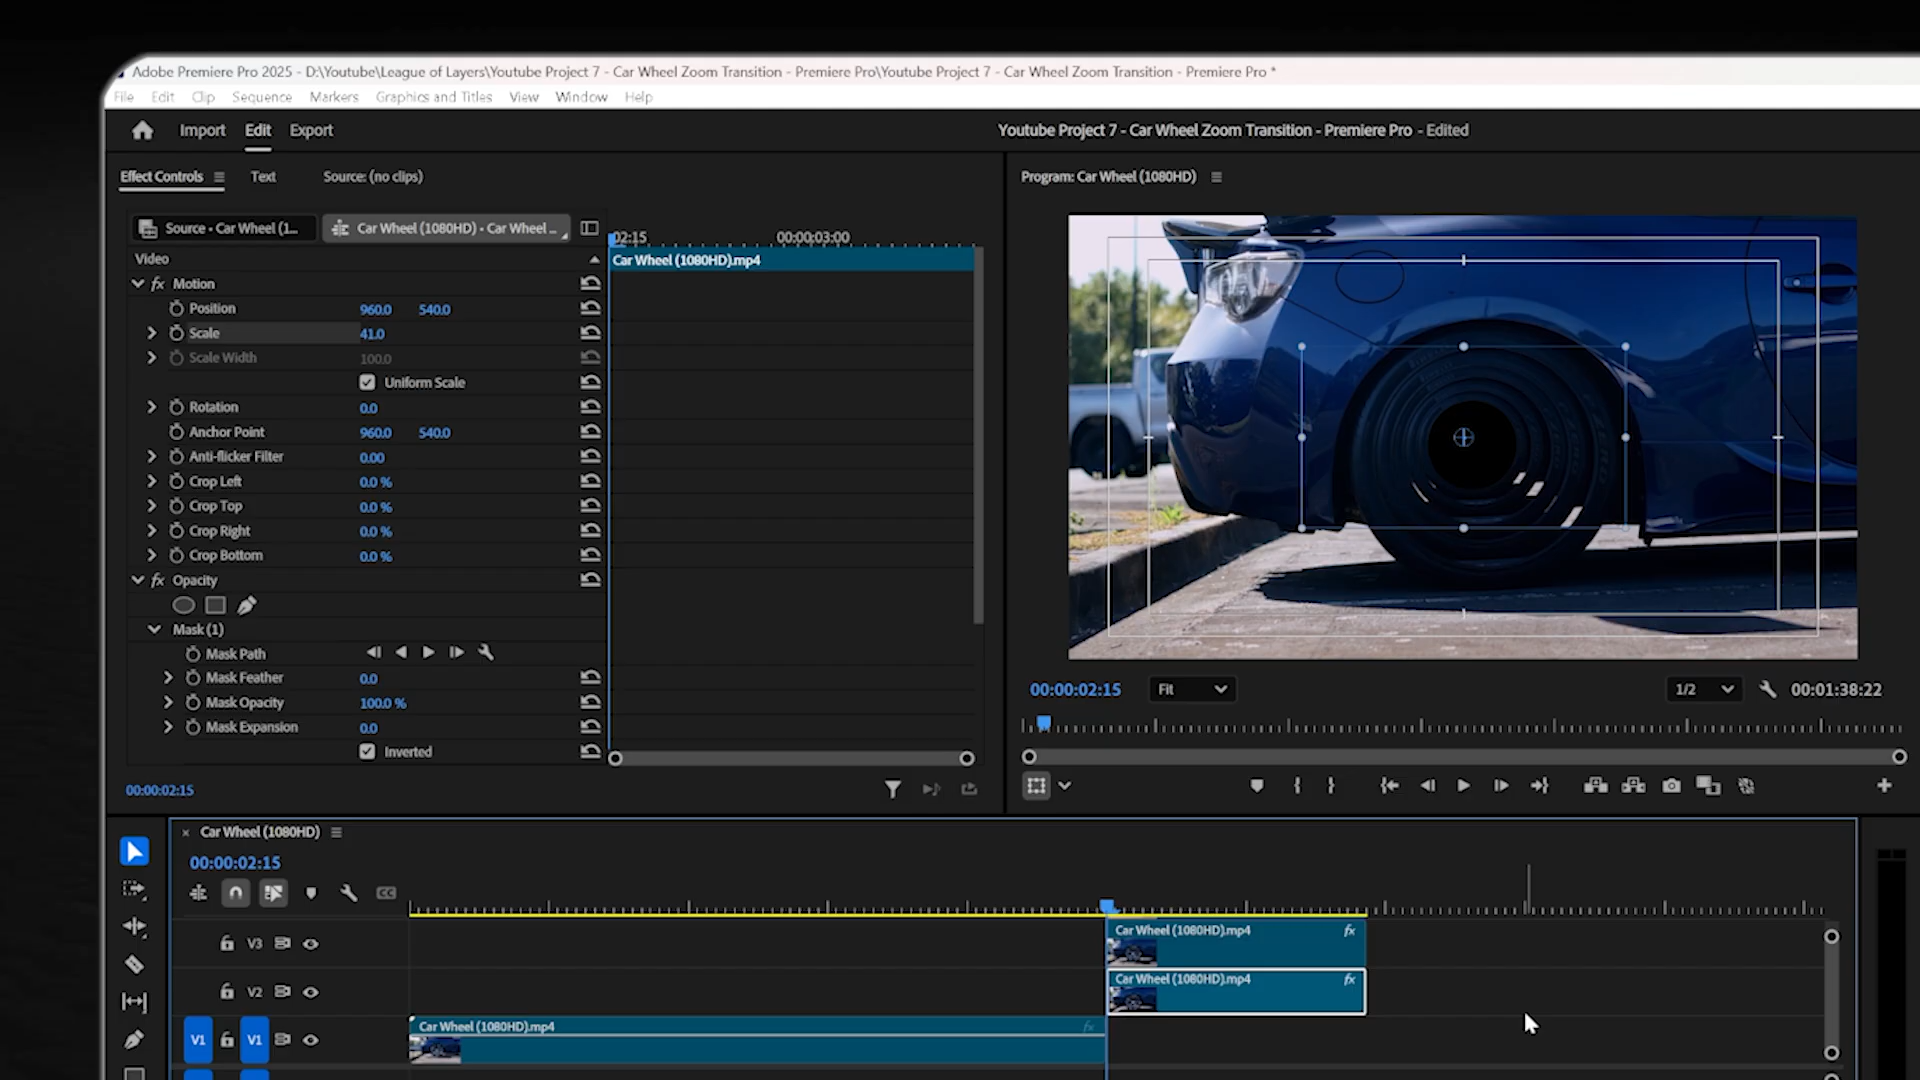 Adobe Premiere Pro 2025 - D:\Youtube\League of Layers\Youtube Project 7 - Car Wheel Zoom Transition - Premiere Pro\Youtube Project 7 - Car Wheel Zoom Transition - Premiere Pro *
File Edit Clip Sequence Markers Graphics and Titles View Window Help
Import Edit Export
Youtube Project 7 - Car Wheel Zoom Transition - Premiere Pro - Edited
Effect Controls Text Source: (no clips)
Source • Car Wheel (1... Car Wheel (1080HD) • Car Wheel ...
02:15 00:00:03:00
Video
Car Wheel (1080HD).mp4
fx Motion
Position 960.0 540.0
Scale 41.0
Scale Width 100.0
Uniform Scale
Rotation 0.0
Anchor Point 960.0 540.0
Anti-flicker Filter 0.00
Crop Left 0.0 %
Crop Top 0.0 %
Crop Right 0.0 %
Crop Bottom 0.0 %
fx Opacity
Mask (1)
Mask Path
Mask Feather 0.0
Mask Opacity 100.0 %
Mask Expansion 0.0
Inverted
00:00:02:15
Program: Car Wheel (1080HD)
00:00:02:15 Fit 1/2 00:01:38:22
× Car Wheel (1080HD)
00:00:02:15
CC
V3
Car Wheel (1080HD).mp4 fx
V2
Car Wheel (1080HD).mp4 fx
V1 V1
Car Wheel (1080HD).mp4 fx